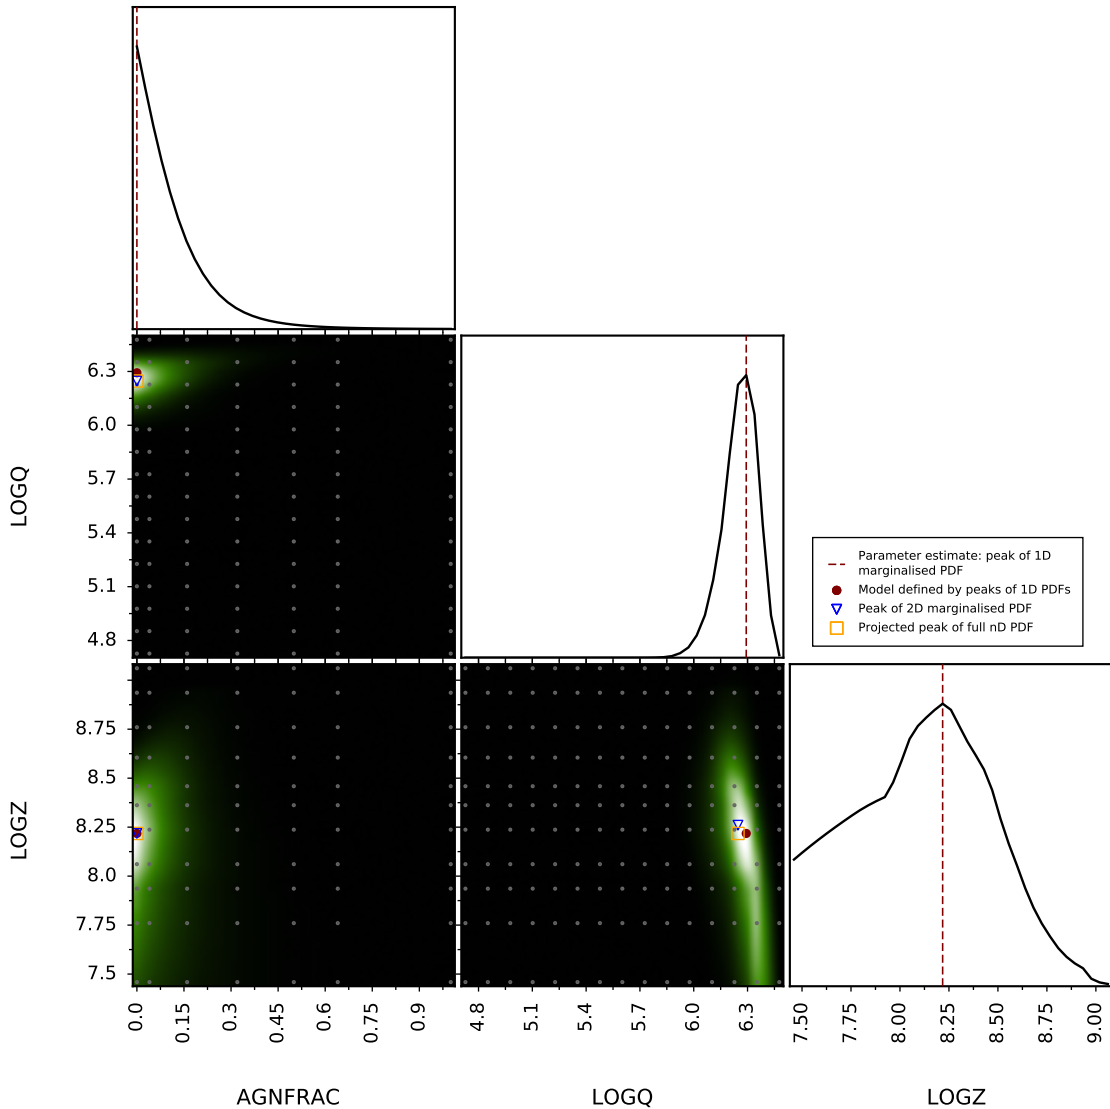 6.3
6.0
5.7
5.4
5.1
4.8
LOGQ
Parameter estimate: peak of 1D
marginalised PDF
Model defined by peaks of 1D PDFs
Peak of 2D marginalised PDF
Projected peak of full nD PDF
8.75
8.5
8.25
8.0
7.75
7.5
LOGZ
0.0 0.15 0.3 0.45 0.6 0.75 0.9
4.8 5.1 5.4 5.7 6.0 6.3
7.50 7.75 8.00 8.25 8.50 8.75 9.00
AGNFRAC LOGQ LOGZ